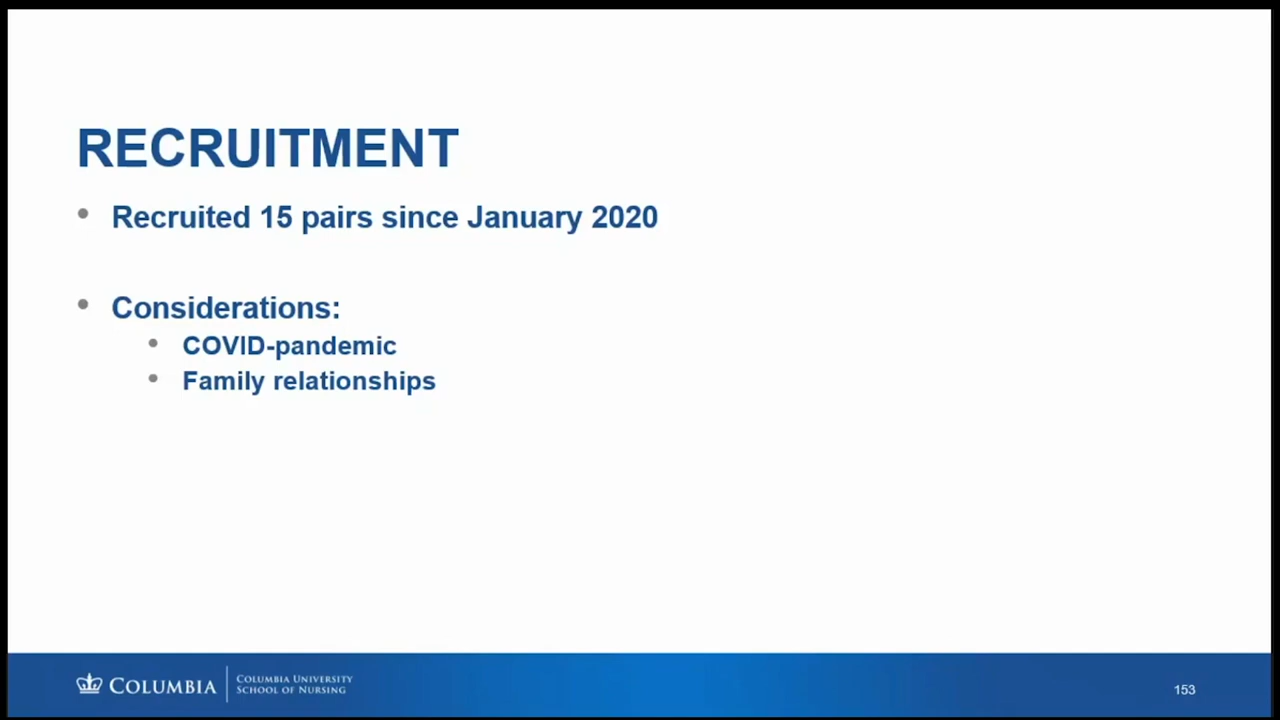 RECRUITMENT
• Recruited 15 pairs since January 2020
• Considerations:
• COVID-pandemic
• Family relationships
COLUMBIA
COLUMBIA UNIVERSITY
SCHOOL OF NURSING
153